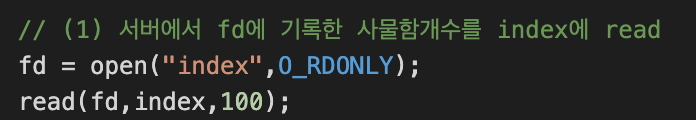 // (1) 서버에서 fd에 기록한 사물함개수를 index에 read
fd = open("index",O_RDONLY);
read(fd,index,100);